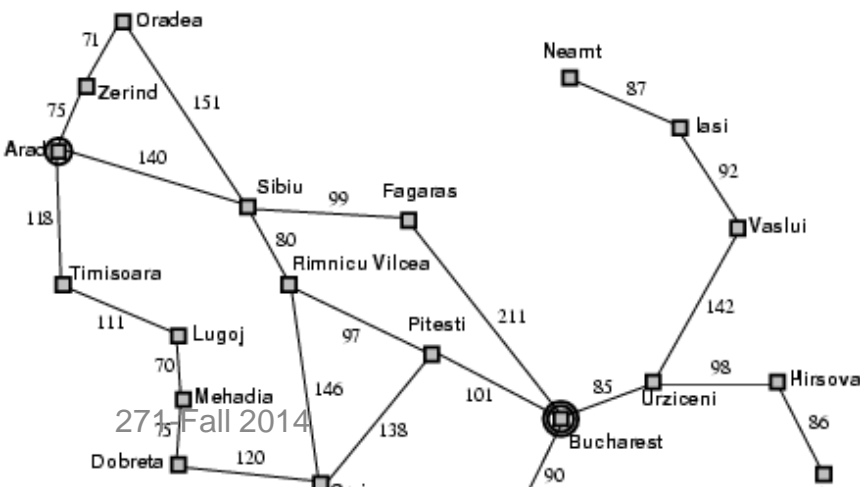 Oradea
71
Neamt
Zerind
87
75
151
Iasi
Arad
140
92
Sibiu
99
Fagaras
118
80
Vaslui
Rimnicu Vilcea
Timisoara
111
97
Pitesti
211
142
Lugoj
70
146
101
85
98
Hirsova
Mehadia
Urziceni
271-Fall 2014
75
138
86
Bucharest
Dobreta
120
90